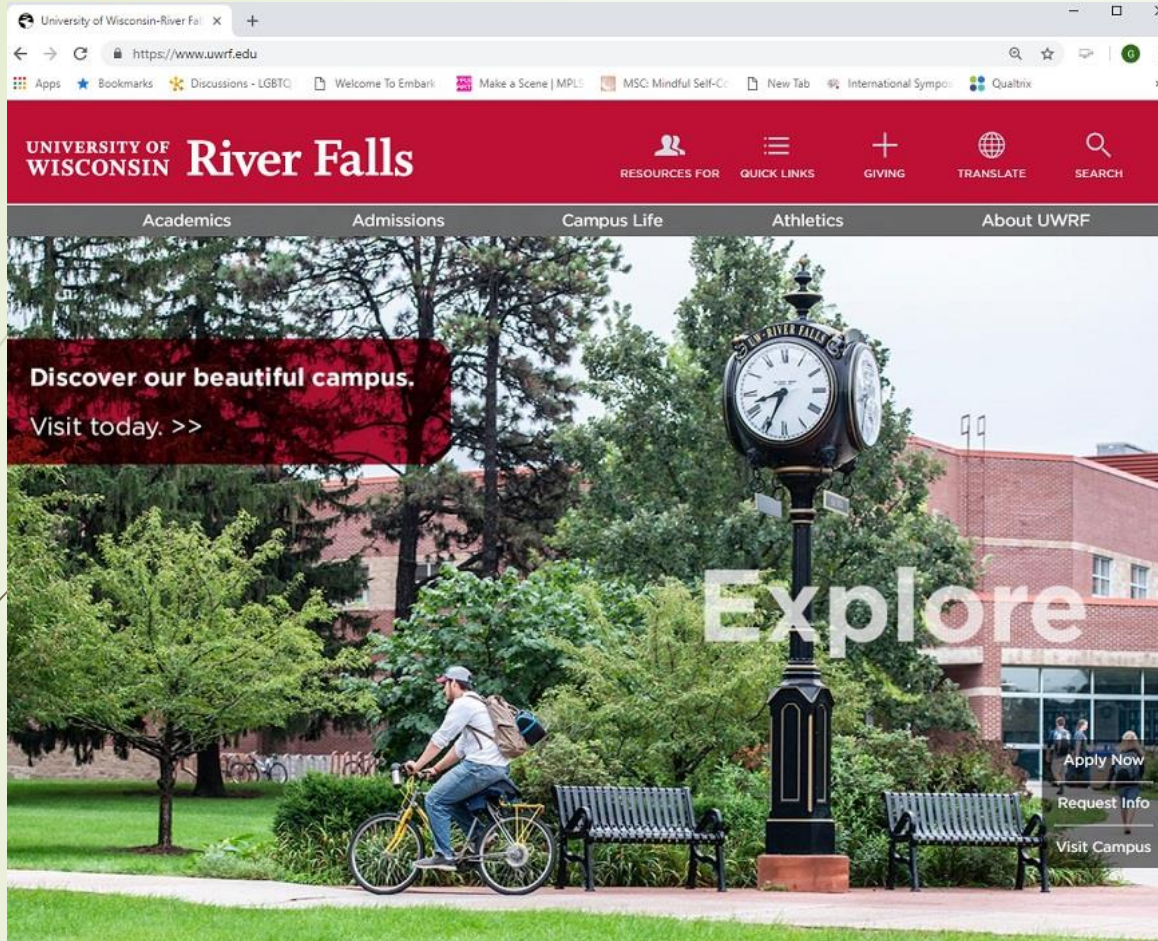 University of Wisconsin-River Fal
https://www.uwrf.edu
G
Apps Bookmarks Discussions - LGBTQ Welcome To Embark Make a Scene | MPLS MSC: Mindful Self-Co New Tab International Sympos Qualtrix
UNIVERSITY OF
WISCONSIN River Falls
RESOURCES FOR QUICK LINKS GIVING TRANSLATE SEARCH
Academics Admissions Campus Life Athletics About UWRF
UW-RIVER FALLS
Discover our beautiful campus.
Visit today. >>
Explore
Apply Now
Request Info
Visit Campus